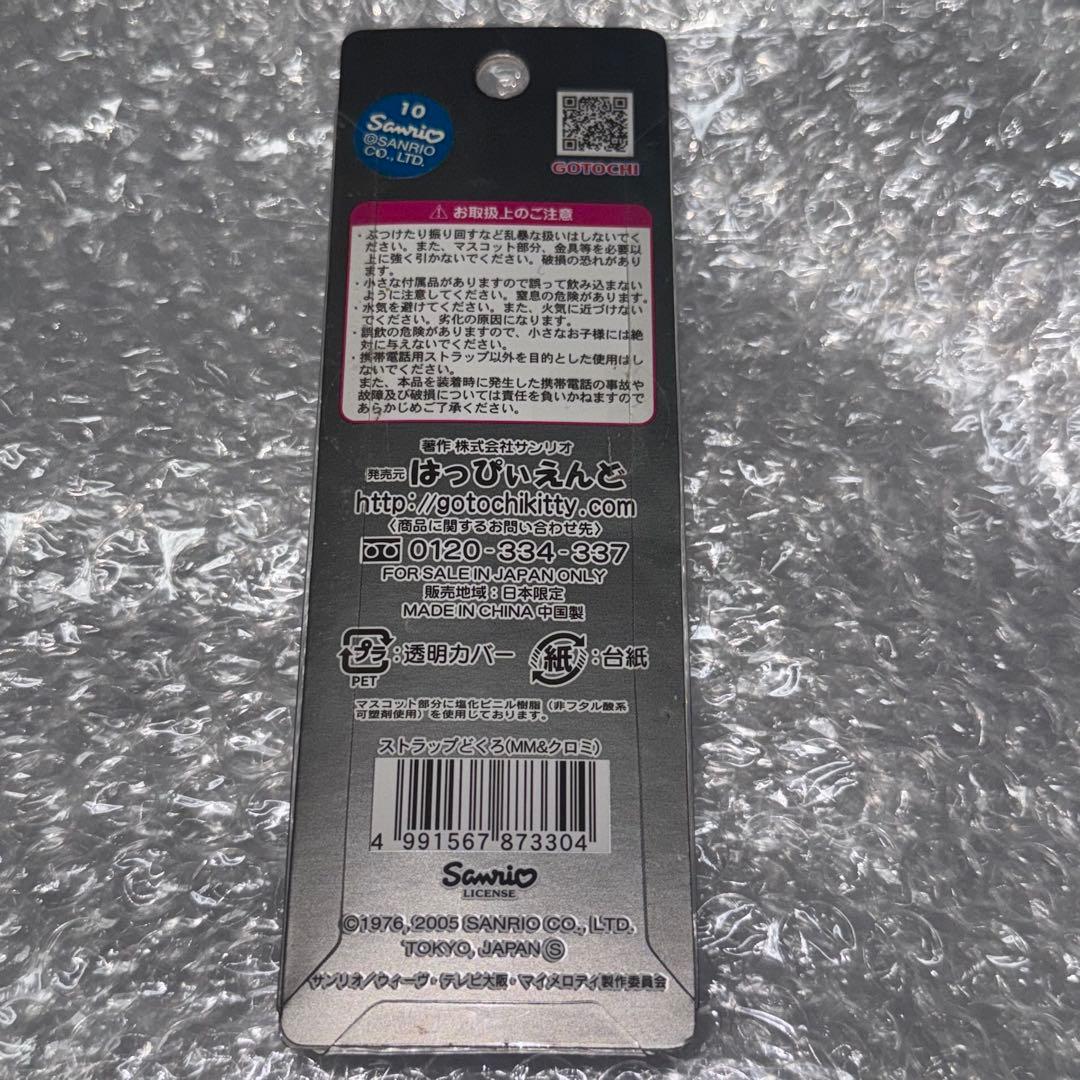 10
Sanrio
©SANRIO
CO., LTD.
GOTOCHI
お取扱上のご注意
・ぶつけたり振り回すなど乱暴な扱いはしないでく
ださい。また、マスコット部分、金具等を必要以
上に強く引かないでください。破損の恐れがあり
ます。
・小さな付属品がありますので誤って飲み込まない
ように注意してください。窒息の危険があります。
・水気を避けてください。また、火気に近づけない
でください。劣化の原因になります。
・誤飲の危険がありますので、小さなお子様には絶
対に与えないでください。
・携帯電話用ストラップ以外を目的とした使用はし
ないでください。
また、本品を装着時に発生した携帯電話の事故や
故障及び破損については責任を負いかねますので
あらかじめご了承ください。
著作 株式会社サンリオ
発売元 はっぴぃえんど
http://gotochikitty.com
〈商品に関するお問い合わせ先〉
0120-334-337
FOR SALE IN JAPAN ONLY
販売地域:日本限定
MADE IN CHINA 中国製
プラ:透明カバー 紙:台紙
PET
マスコット部分に塩化ビニル樹脂(非フタル酸系
可塑剤使用)を使用しております。
ストラップどくろ(MM&クロミ)
4 991567 873304
Sanrio
LICENSE
©1976, 2005 SANRIO CO., LTD.
TOKYO, JAPAN Ⓢ
サンリオ/ウィーヴ・テレビ大阪・マイメロディ製作委員会